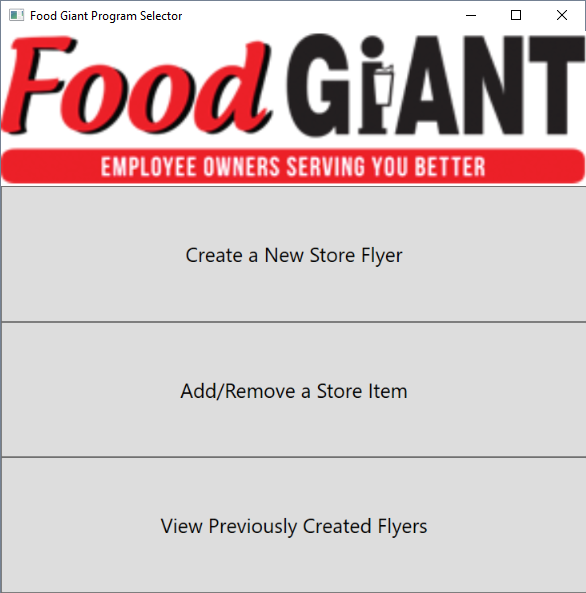 Food Giant Program Selector
Food GiANT
EMPLOYEE OWNERS SERVING YOU BETTER
Create a New Store Flyer
Add/Remove a Store Item
View Previously Created Flyers